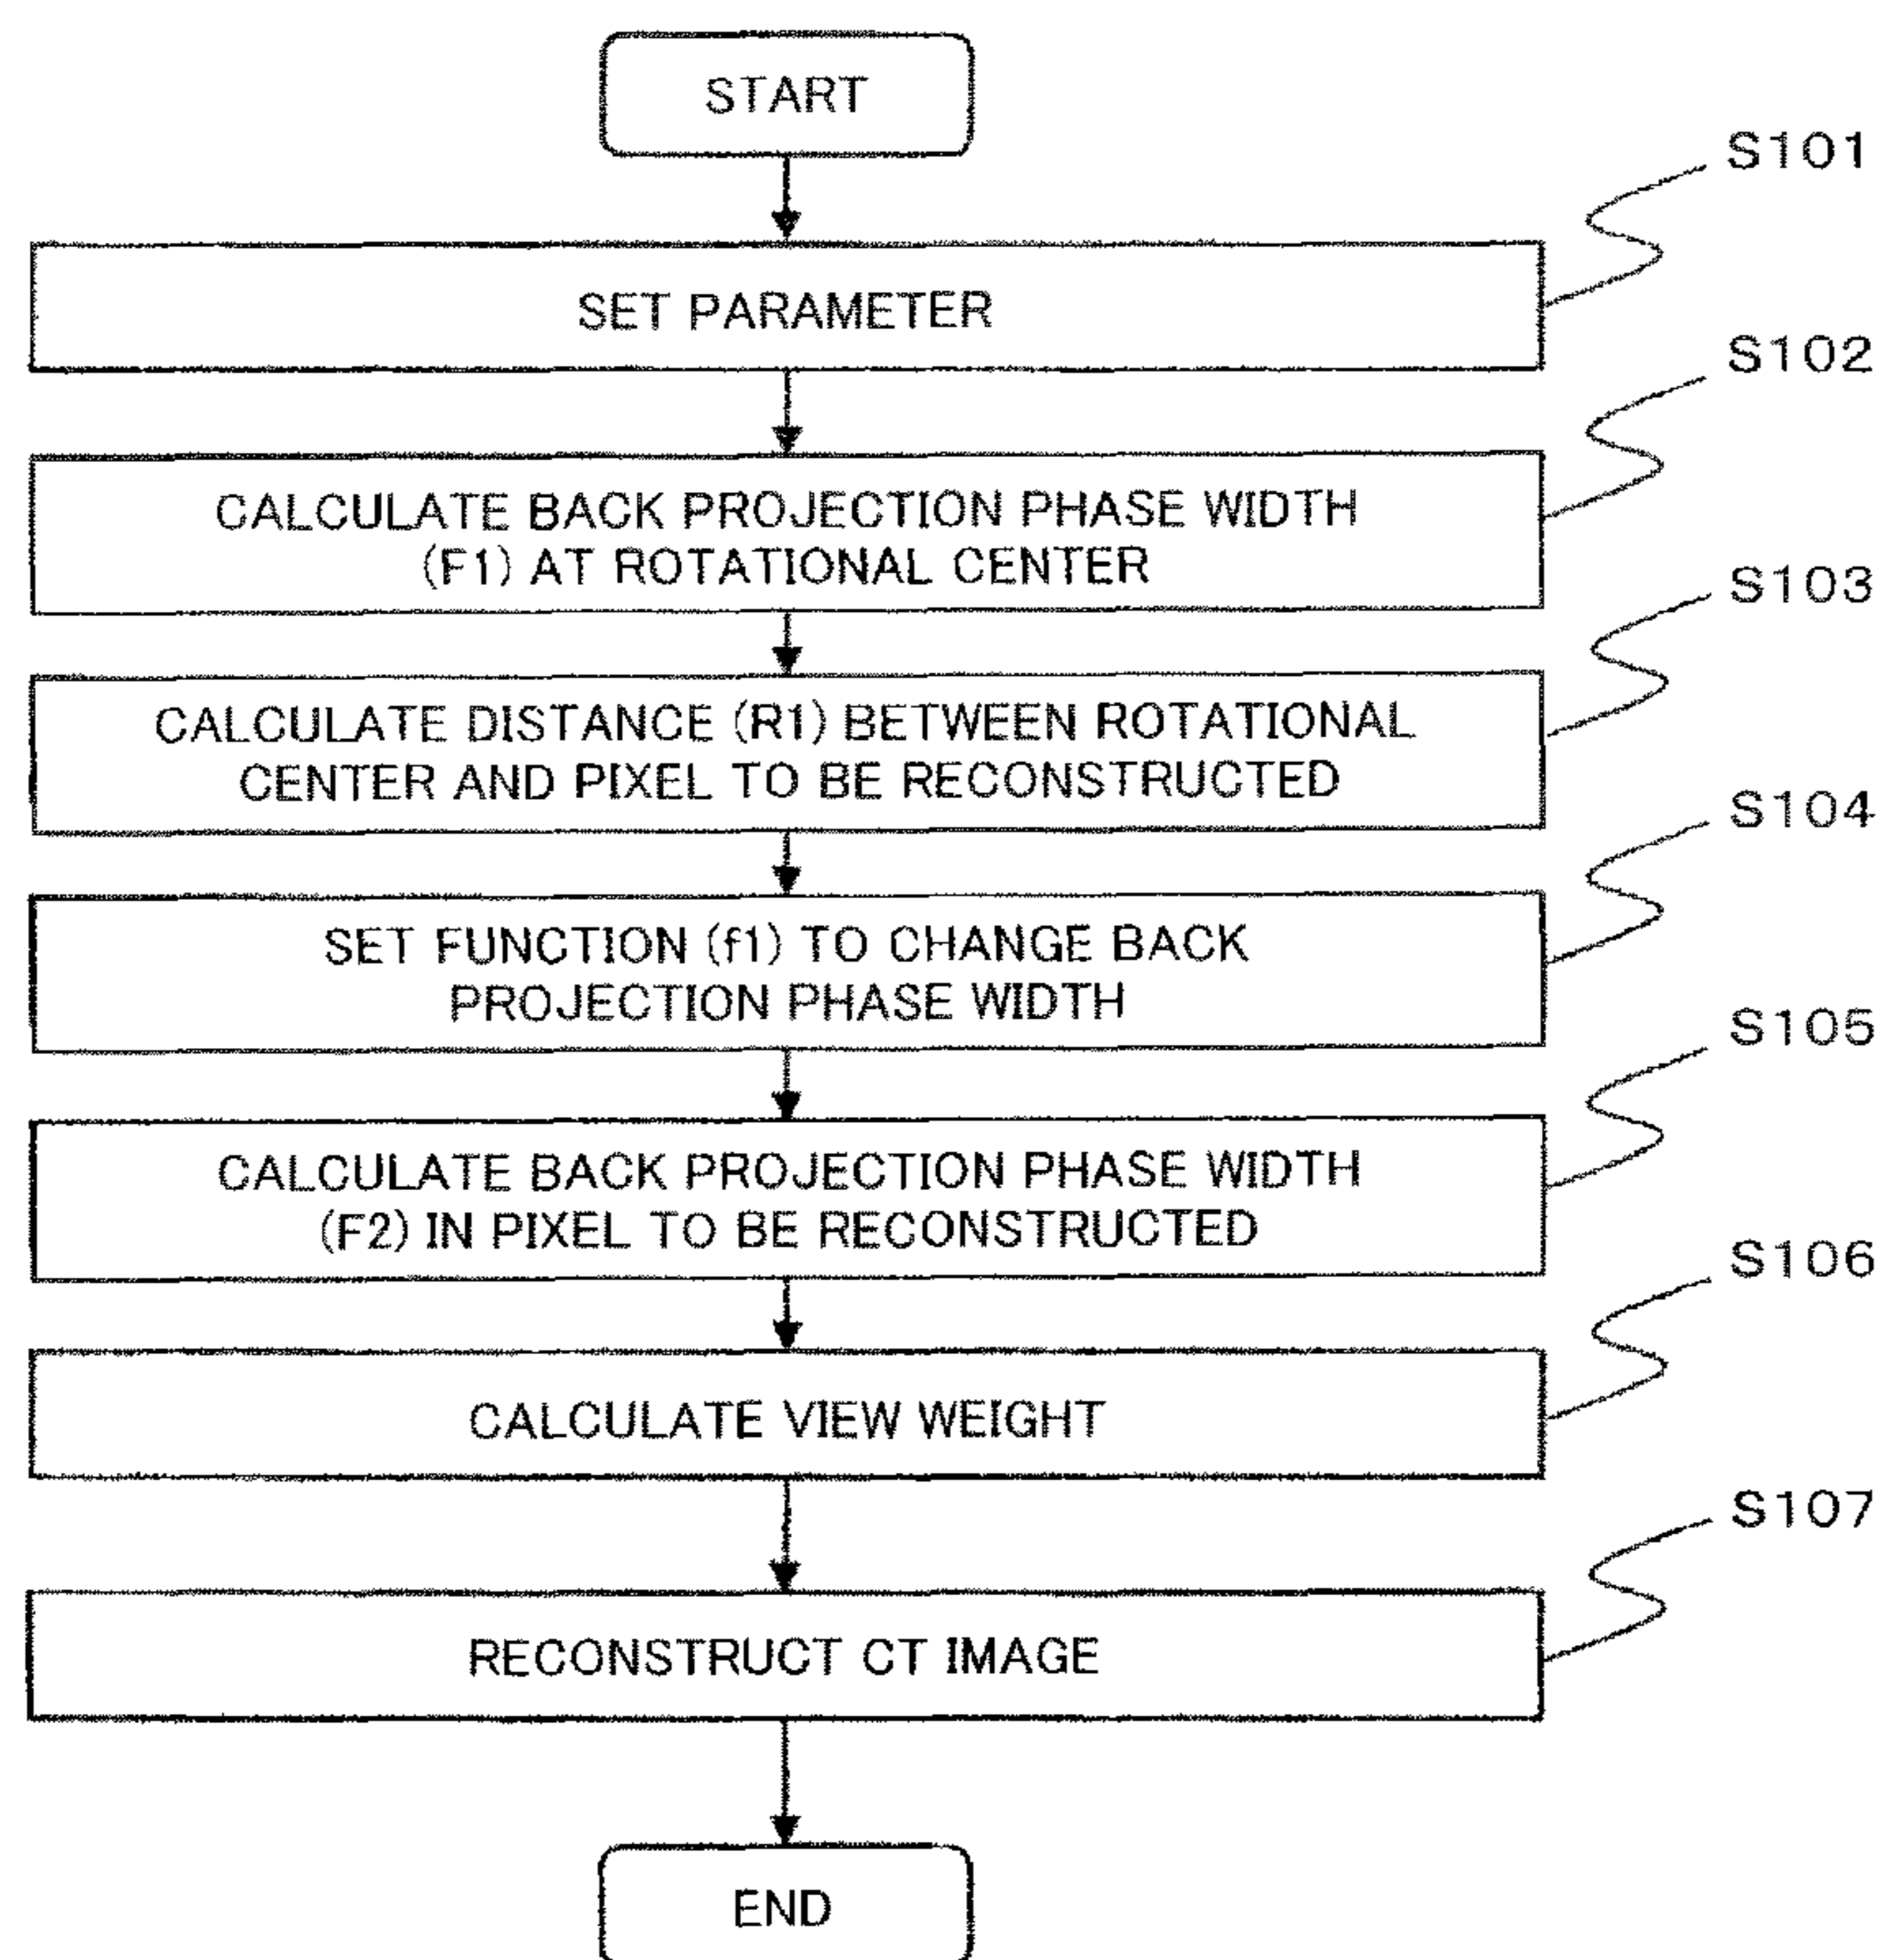 START
S101
SET PARAMETER
S102
CALCULATE BACK PROJECTION PHASE WIDTH
(F1) AT ROTATIONAL CENTER
S103
CALCULATE DISTANCE (R1) BETWEEN ROTATIONAL
CENTER AND PIXEL TO BE RECONSTRUCTED
S104
SET FUNCTION (f1) TO CHANGE BACK
PROJECTION PHASE WIDTH
S105
CALCULATE BACK PROJECTION PHASE WIDTH
(F2) IN PIXEL TO BE RECONSTRUCTED
S106
CALCULATE VIEW WEIGHT
S107
RECONSTRUCT CT IMAGE
END